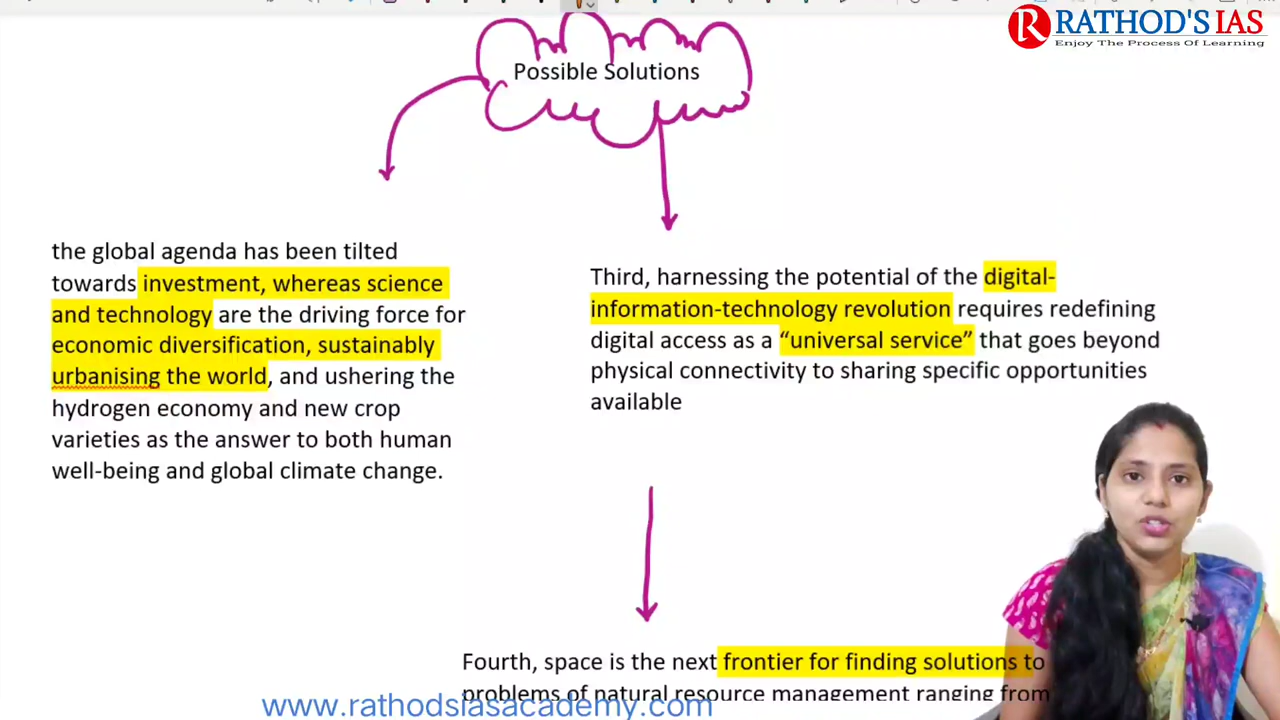 RATHOD'S IAS
Enjoy The Process Of Learning
Possible Solutions
the global agenda has been tilted
towards investment, whereas science
and technology are the driving force for
economic diversification, sustainably
urbanising the world, and ushering the
hydrogen economy and new crop
varieties as the answer to both human
well-being and global climate change.
Third, harnessing the potential of the digital-
information-technology revolution requires redefining
digital access as a “universal service” that goes beyond
physical connectivity to sharing specific opportunities
available
Fourth, space is the next frontier for finding solutions to
problems of natural resource management ranging from
www.rathodsiasacademy.com